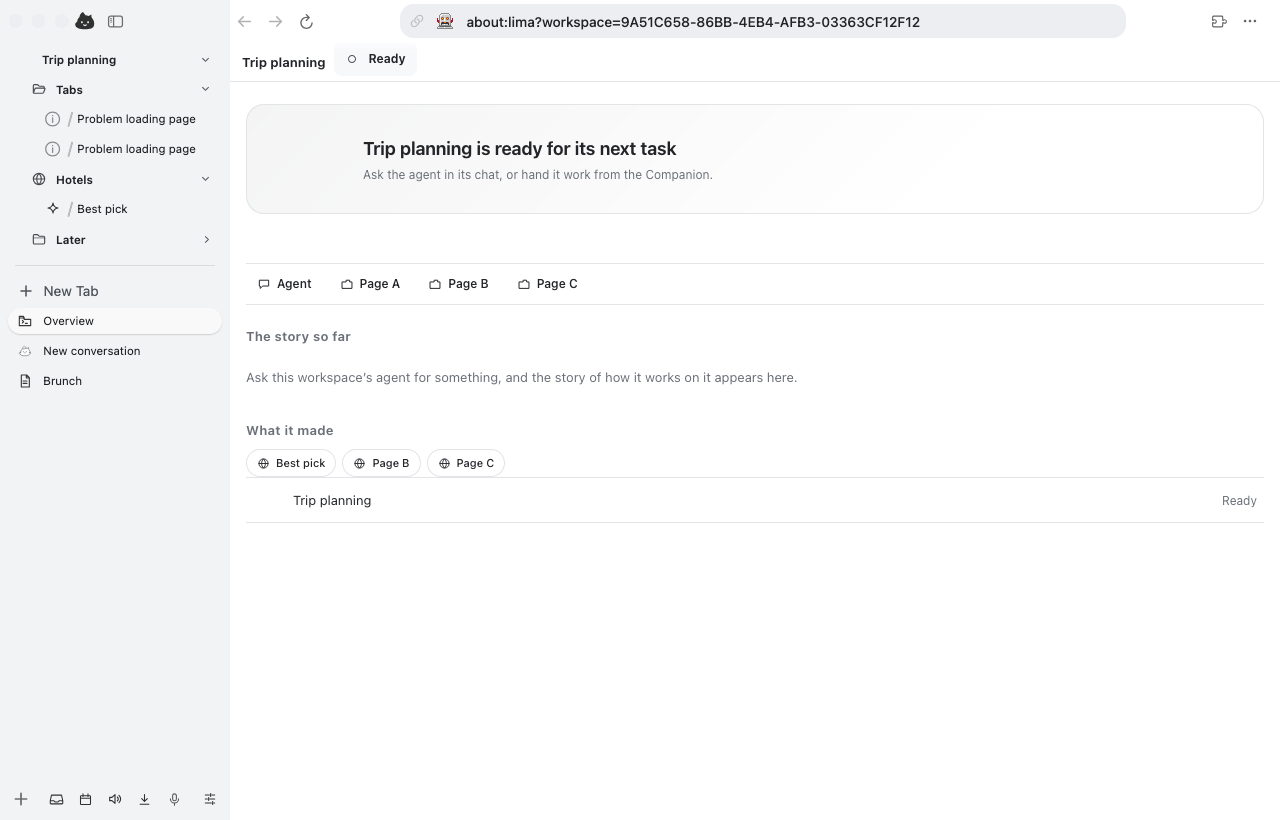 about:lima?workspace=9A51C658-86BB-4EB4-AFB3-03363CF12F12
Trip planning
Tabs
/ Problem loading page
/ Problem loading page
Hotels
/ Best pick
Later
New Tab
Overview
New conversation
Brunch
Trip planning
Ready
Trip planning is ready for its next task
Ask the agent in its chat, or hand it work from the Companion.
Agent
Page A
Page B
Page C
The story so far
Ask this workspace's agent for something, and the story of how it works on it appears here.
What it made
Best pick
Page B
Page C
Trip planning
Ready